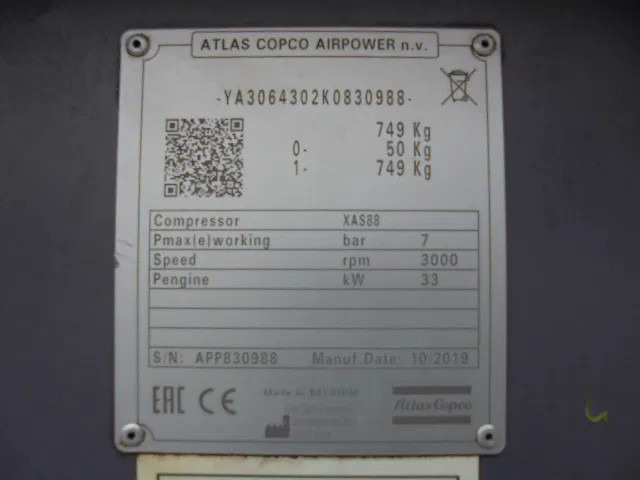 ATLAS COPCO AIRPOWER n.v.
-YA3064302K0830988-
749 Kg
0- 50 Kg
1- 749 Kg
Compressor XAS88
Pmax(e)working bar 7
Speed rpm 3000
Pengine kW 33
S/N: APP830988 Manuf.Date: 10/2019
EAC CE
Atlas Copco